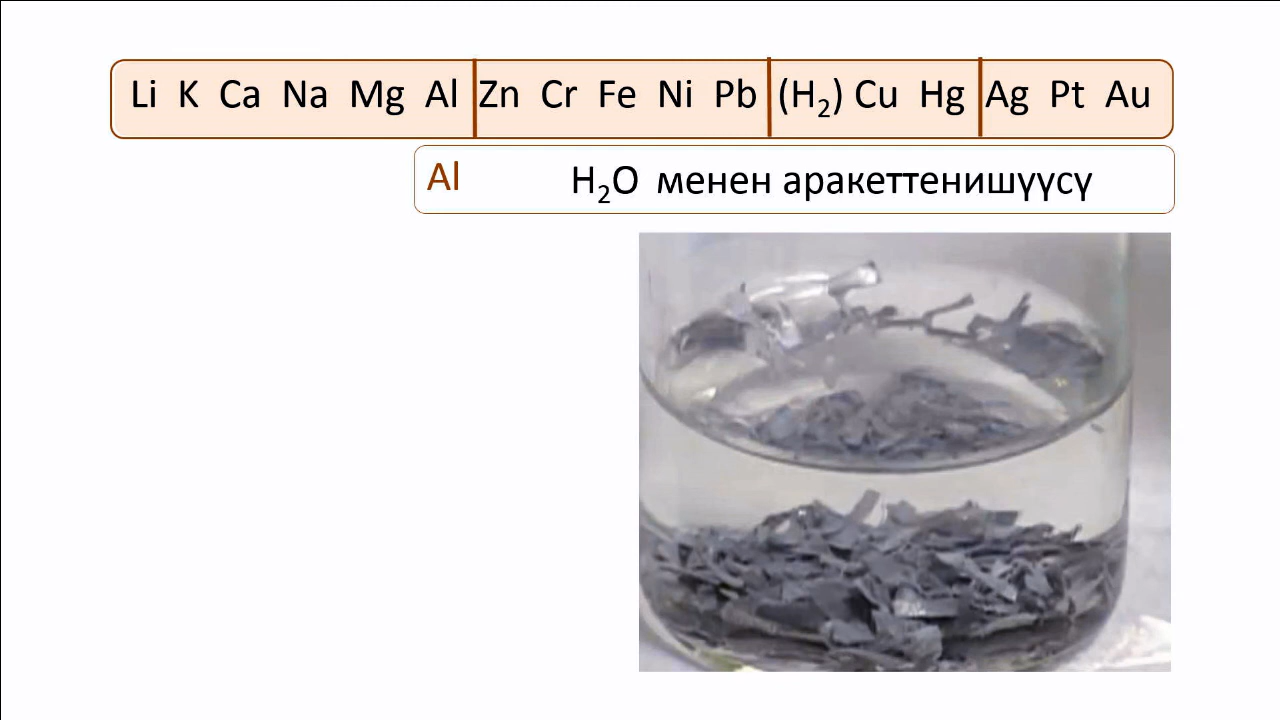 Li K Ca Na Mg Al Zn Cr Fe Ni Pb (H₂) Cu Hg Ag Pt Au
Al H₂O менен аракеттенишүүсү